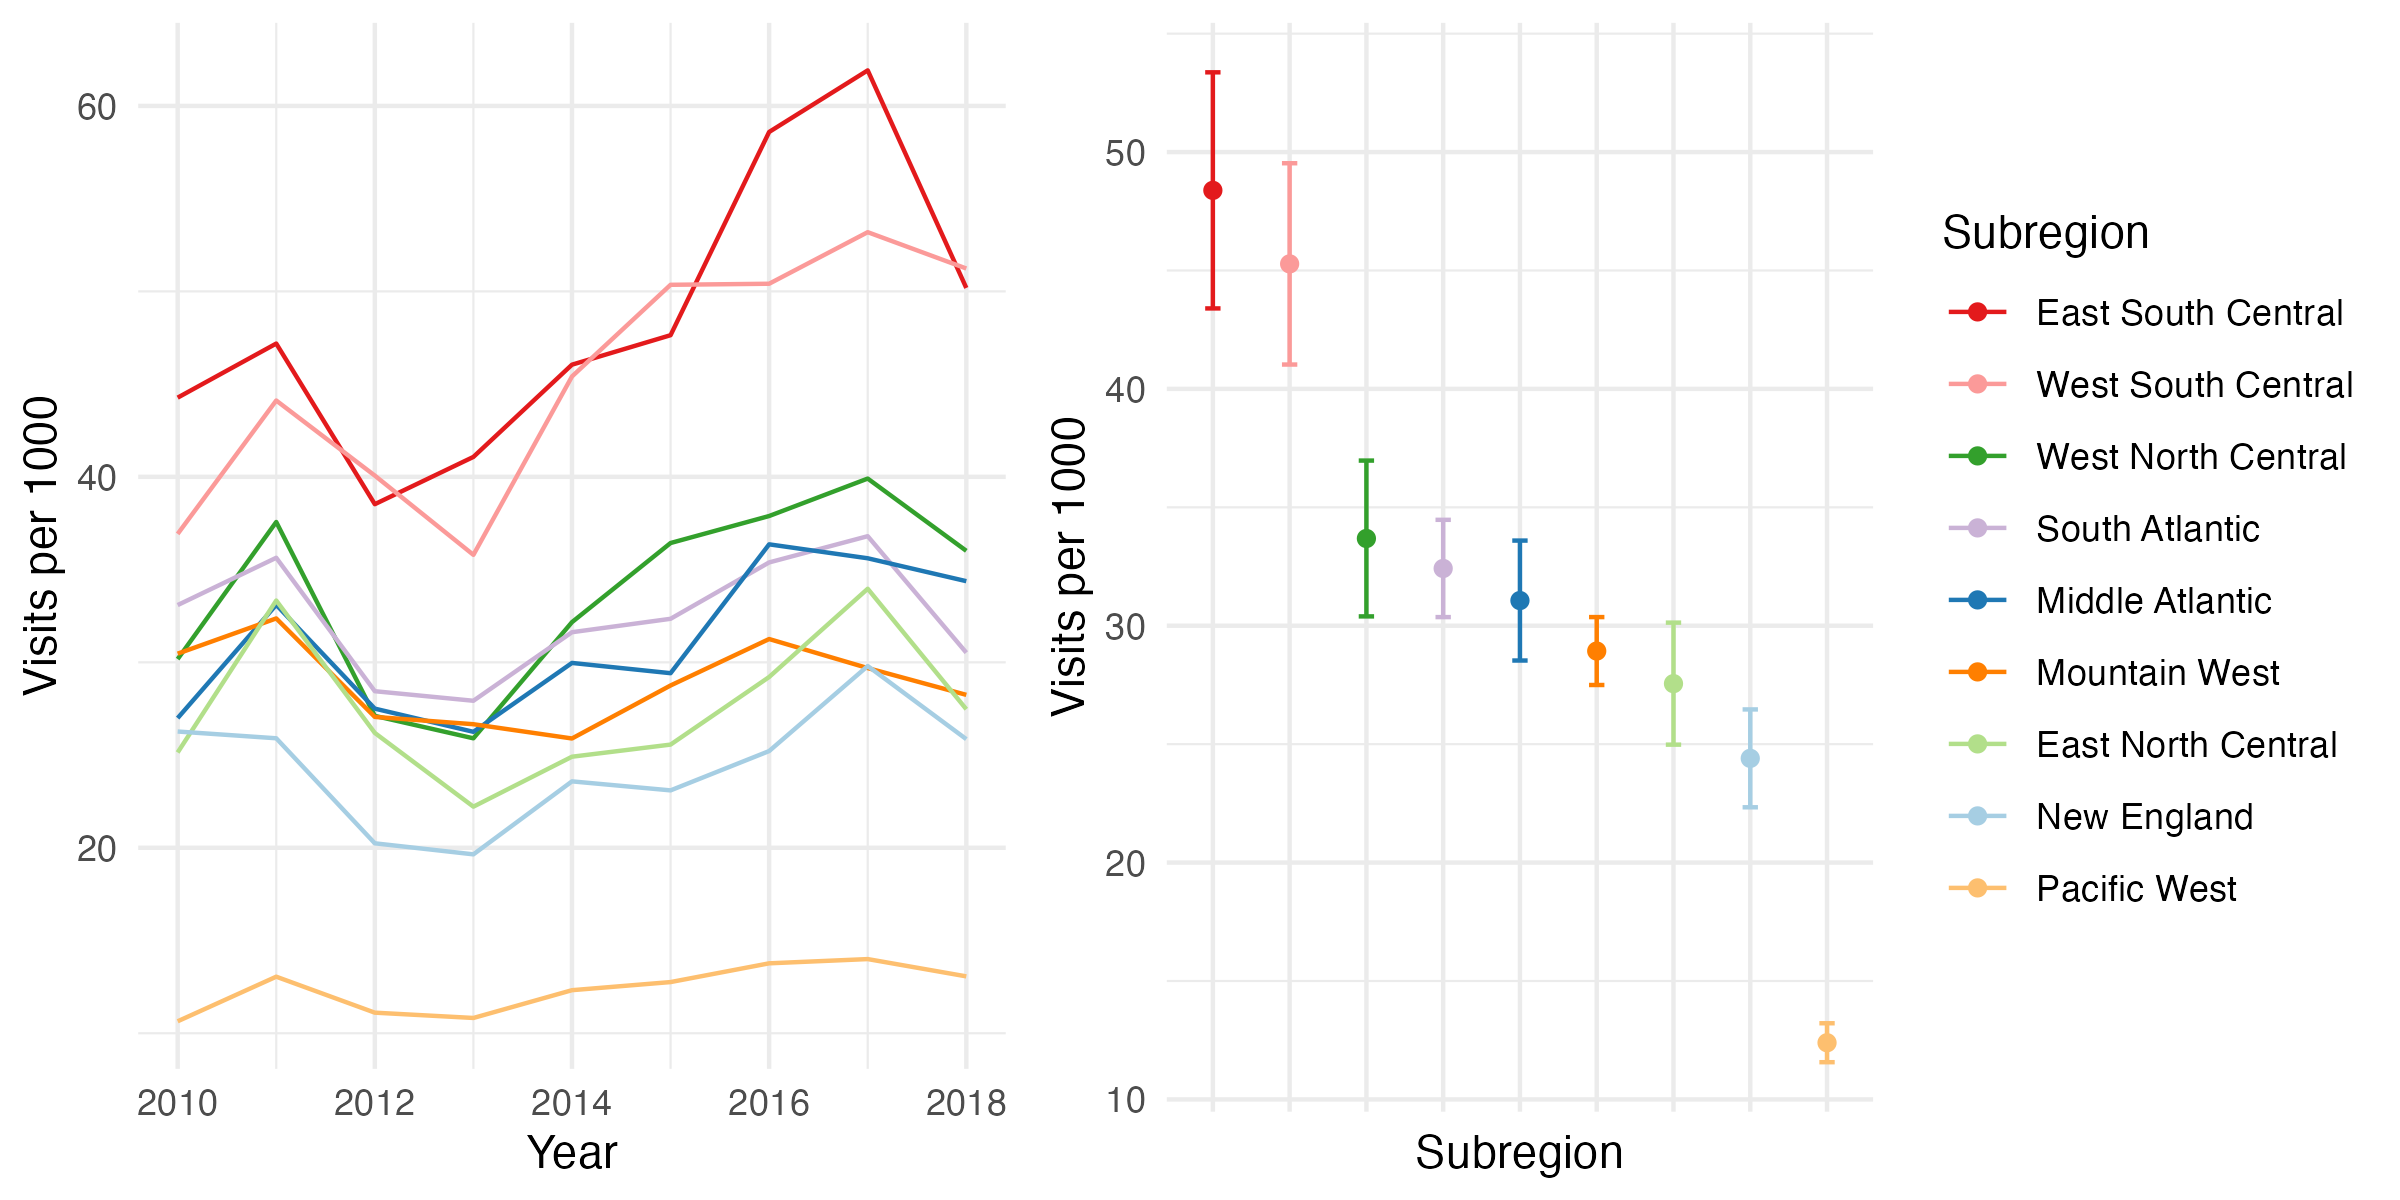 Visits per 1000
60
40
20
2010 2012 2014 2016 2018
Year
Visits per 1000
50
40
30
20
10
Subregion
Subregion
East South Central
West South Central
West North Central
South Atlantic
Middle Atlantic
Mountain West
East North Central
New England
Pacific West